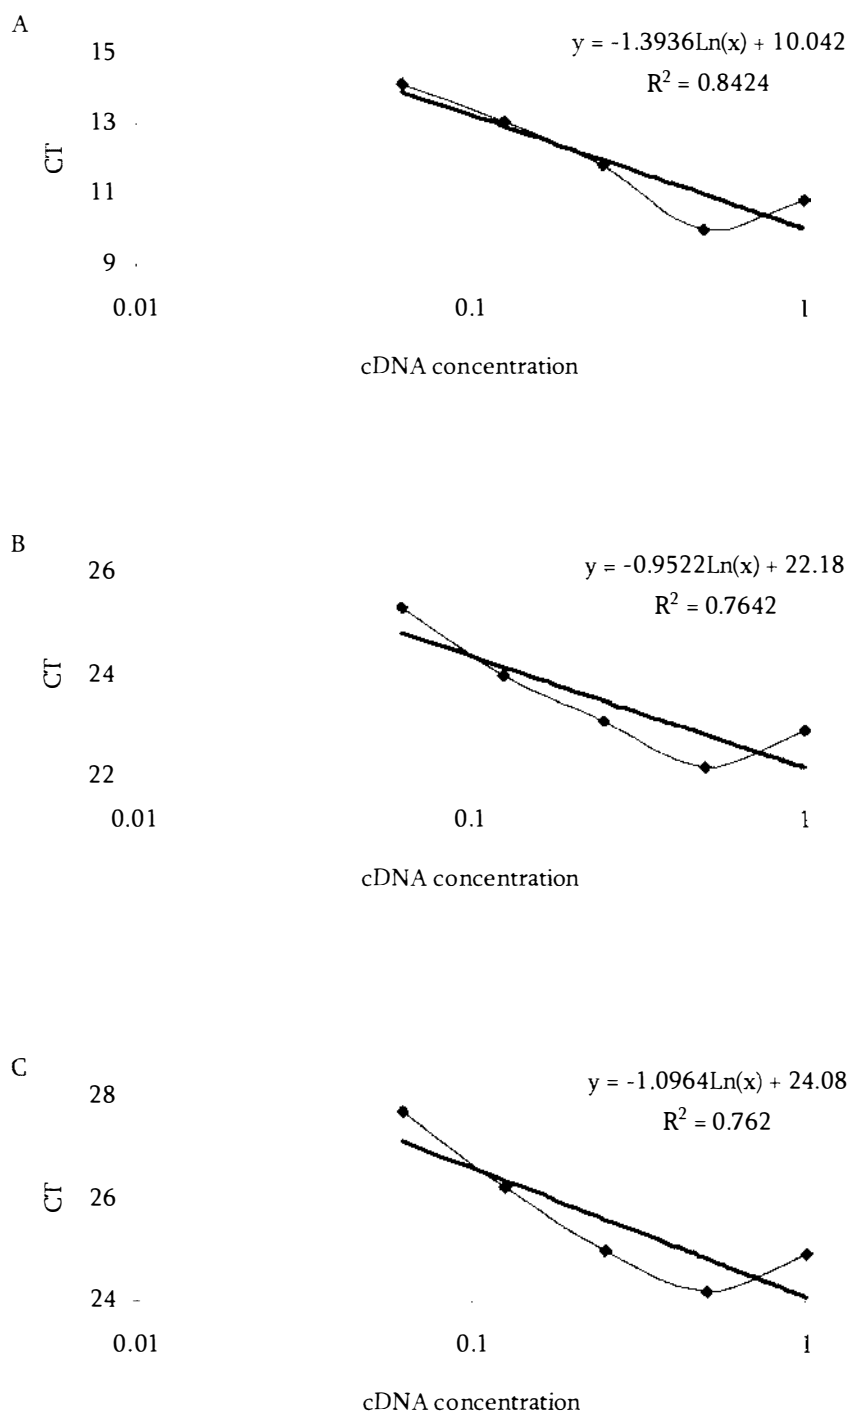 A
15
y = -1.3936Ln(x) + 10.042
R² = 0.8424
13
CT
11
9
0.01 0.1 1
cDNA concentration
B
26
y = -0.9522Ln(x) + 22.18
R² = 0.7642
24
CT
22
0.01 0.1 1
cDNA concentration
C
28
y = -1.0964Ln(x) + 24.08
R² = 0.762
26
CT
24
0.01 0.1 1
cDNA concentration